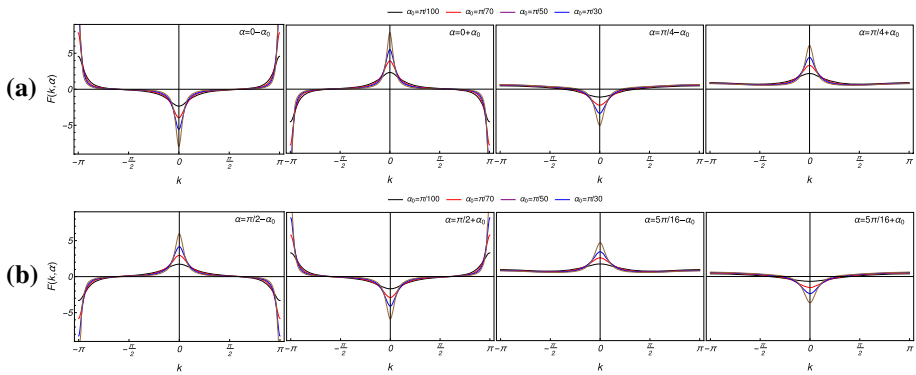 α₀=π/100 α₀=π/70 α₀=π/50 α₀=π/30
(a)
F(k,α)
5
0
-5
α=0-α₀
α=0+α₀
α=π/4-α₀
α=π/4+α₀
-π -π/2 0 π/2 π -π -π/2 0 π/2 π -π -π/2 0 π/2 π -π -π/2 0 π/2 π
k k k k
α₀=π/100 α₀=π/70 α₀=π/50 α₀=π/30
(b)
F(k,α)
5
0
-5
α=π/2-α₀
α=π/2+α₀
α=5π/16-α₀
α=5π/16+α₀
-π -π/2 0 π/2 π -π -π/2 0 π/2 π -π -π/2 0 π/2 π -π -π/2 0 π/2 π
k k k k